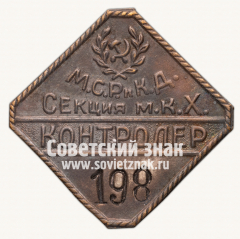 М.С.Р.и К.Д.
СЕКЦИЯ М.К.Х.
КОНТРОЛЕР
Советский знак
www.sovietznak.ru
198